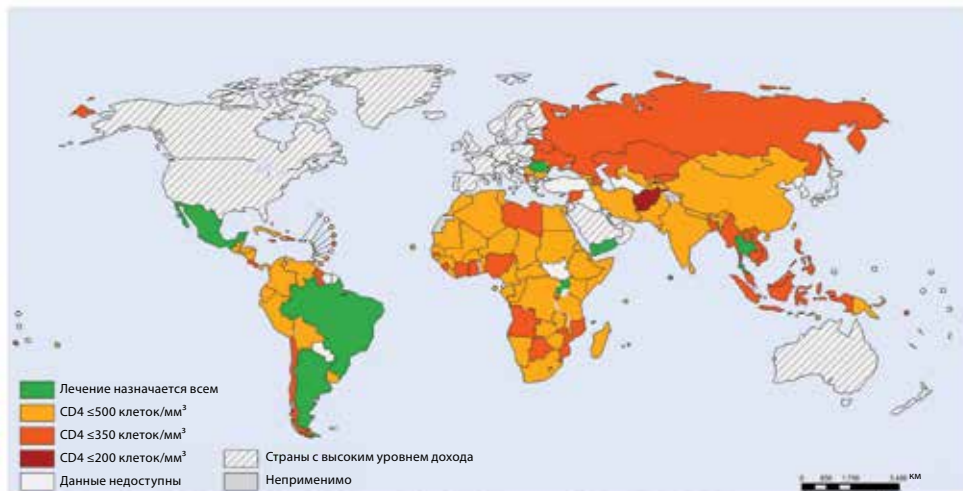 Лечение назначается всем
CD4 ≤500 клеток/мм³
CD4 ≤350 клеток/мм³
CD4 ≤200 клеток/мм³
Данные недоступны
Страны с высоким уровнем дохода
Неприменимо
км